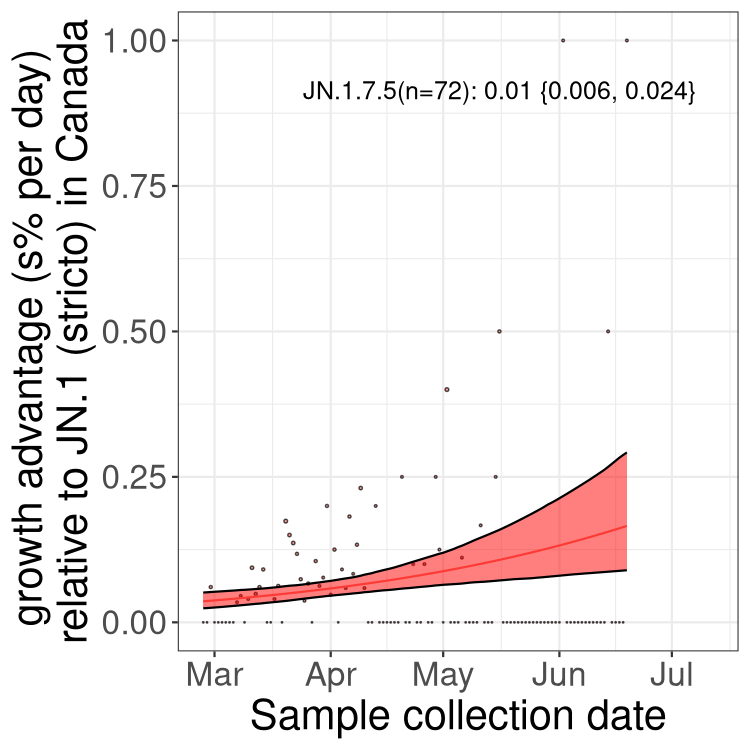 growth advantage (s% per day)
relative to JN.1 (stricto) in Canada
1.00
0.75
0.50
0.25
0.00
JN.1.7.5(n=72): 0.01 {0.006, 0.024}
Mar Apr May Jun Jul
Sample collection date